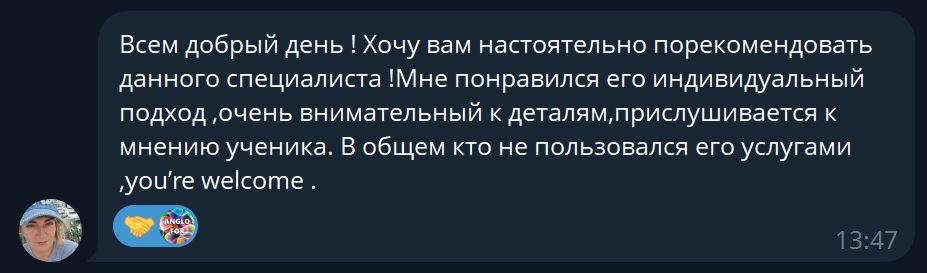 Всем добрый день ! Хочу вам настоятельно порекомендовать
данного специалиста !Мне понравился его индивидуальный
подход ,очень внимательный к деталям,прислушивается к
мнению ученика. В общем кто не пользовался его услугами
,you’re welcome .
ANGLO
FOR
13:47